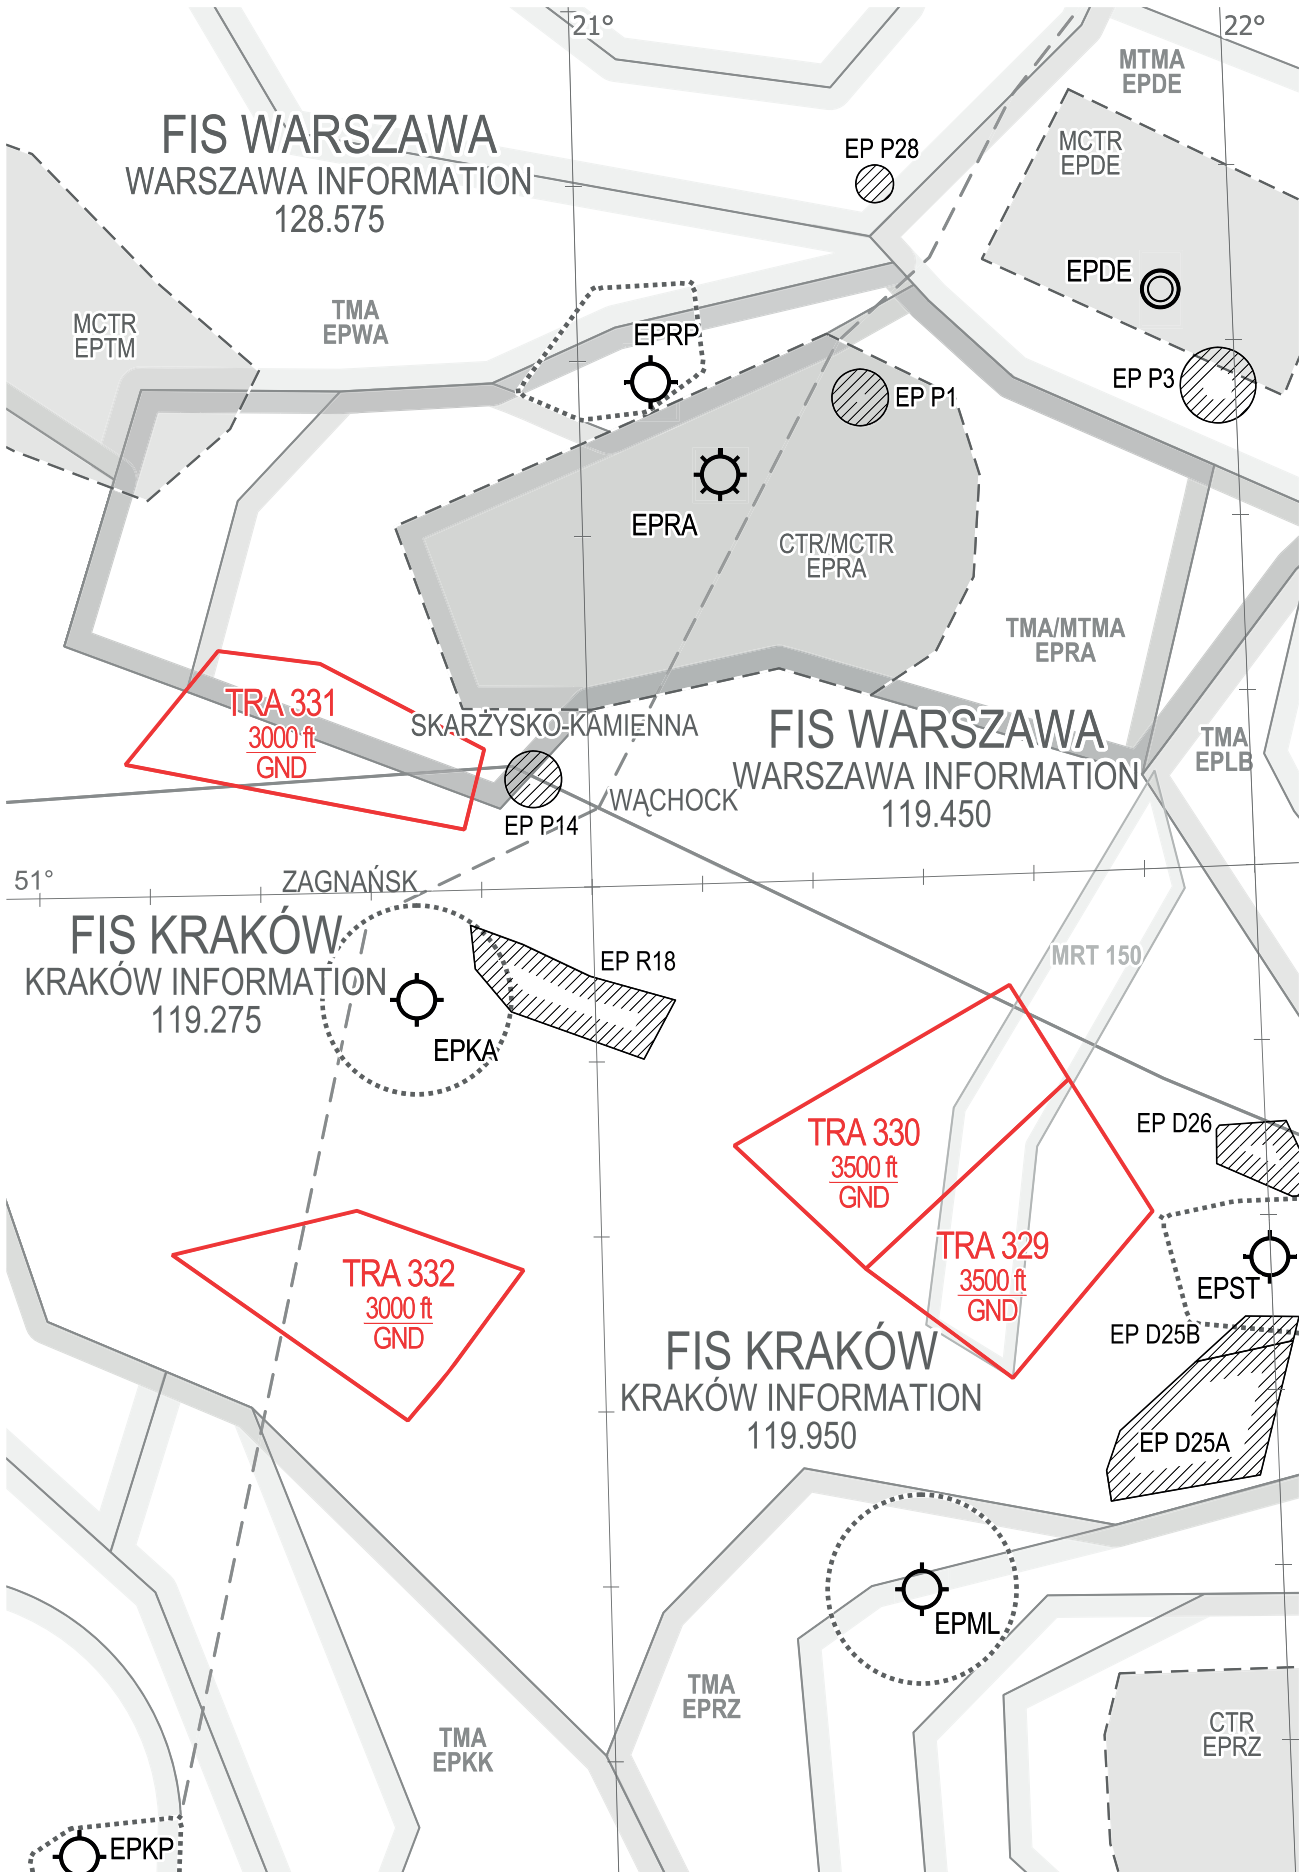 21°
22°
MTMA
EPDE
FIS WARSZAWA
WARSZAWA INFORMATION
128.575
EP P28
MCTR
EPDE
EPDE
TMA
EPWA
MCTR
EPTM
EPRP
EP P1
EP P3
EPRA
CTR/MCTR
EPRA
TMA/MTMA
EPRA
TRA 331
3000 ft
GND
SKARŻYSKO-KAMIENNA
FIS WARSZAWA
WARSZAWA INFORMATION
119.450
TMA
EPLB
WĄCHOCK
EP P14
51°
ZAGNAŃSK
FIS KRAKÓW
KRAKÓW INFORMATION
119.275
EP R18
MRT 150
EPKA
TRA 330
3500 ft
GND
EP D26
TRA 329
3500 ft
GND
TRA 332
3000 ft
GND
EPST
EP D25B
FIS KRAKÓW
KRAKÓW INFORMATION
119.950
EP D25A
EPML
TMA
EPRZ
CTR
EPRZ
TMA
EPKK
EPKP